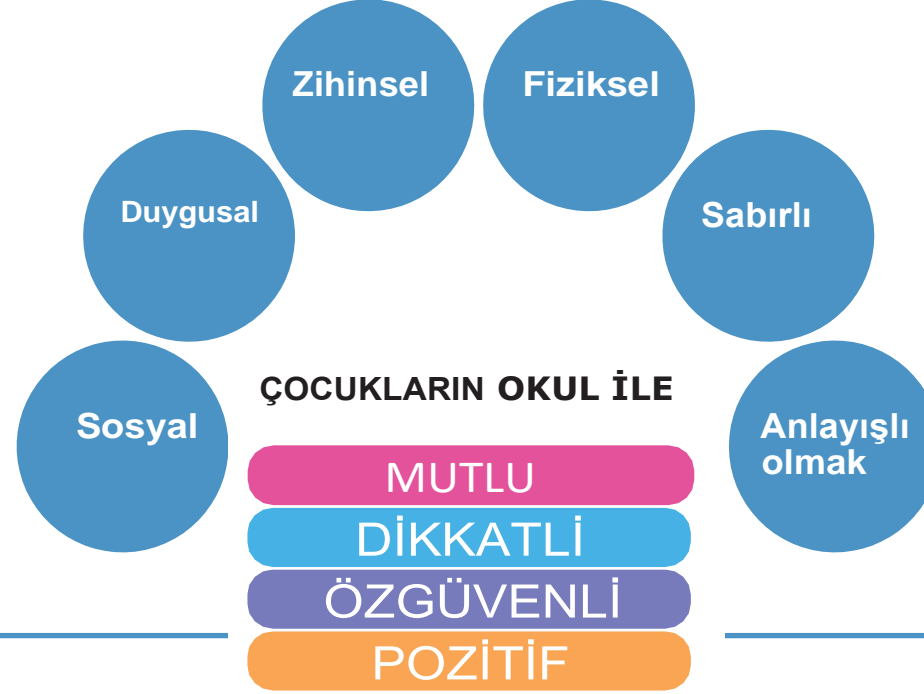 Zihinsel
Fiziksel
Duygusal
Sabırlı
Sosyal
Anlayışlı
olmak
ÇOCUKLARIN OKUL İLE
MUTLU
DİKKATLİ
ÖZGÜVENLİ
POZİTİF